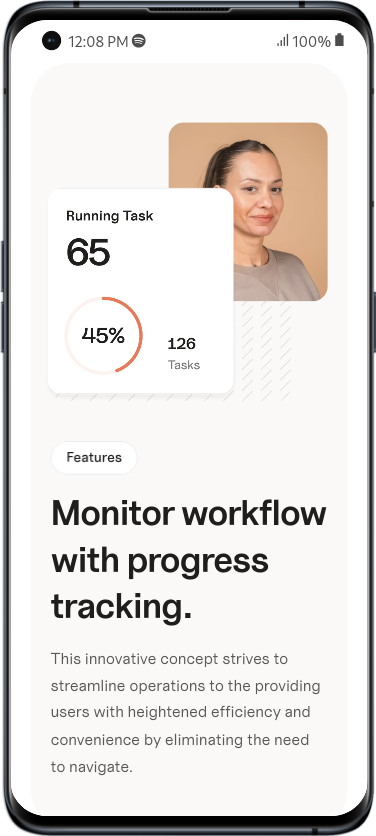 12:08 PM
100%
Running Task
65
45%
126
Tasks
Features
Monitor workflow
with progress
tracking.
This innovative concept strives to
streamline operations to the providing
users with heightened efficiency and
convenience by eliminating the need
to navigate.